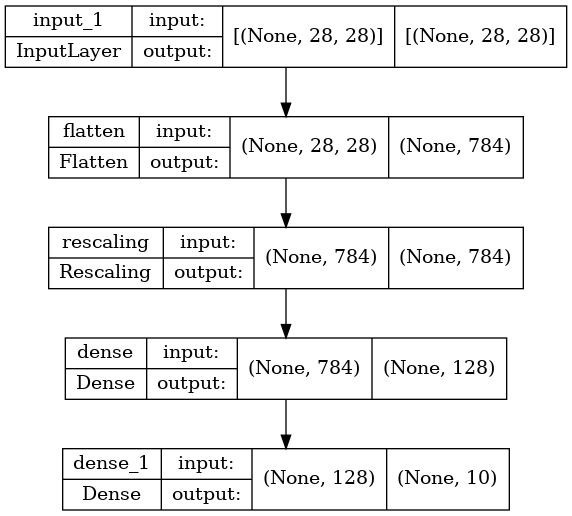 input_1 input: [(None, 28, 28)] [(None, 28, 28)]
InputLayer output:
flatten input: (None, 28, 28) (None, 784)
Flatten output:
rescaling input: (None, 784) (None, 784)
Rescaling output:
dense input: (None, 784) (None, 128)
Dense output:
dense_1 input: (None, 128) (None, 10)
Dense output: